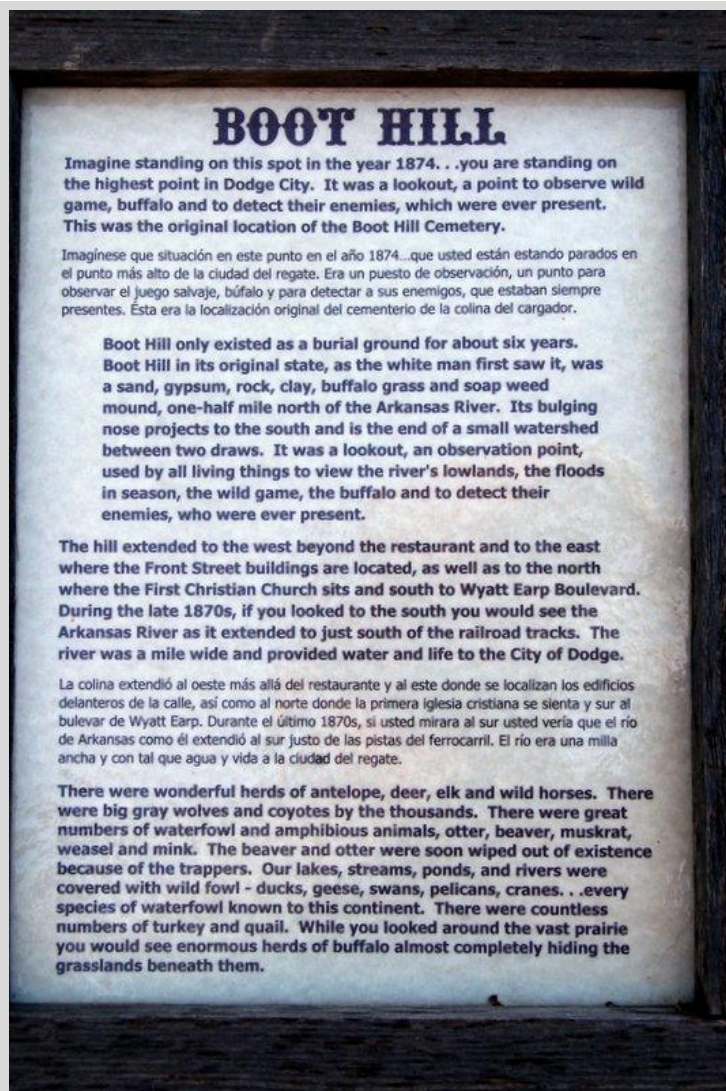 BOOT HILL
Imagine standing on this spot in the year 1874. . .you are standing on
the highest point in Dodge City. It was a lookout, a point to observe wild
game, buffalo and to detect their enemies, which were ever present.
This was the original location of the Boot Hill Cemetery.
Imagínese que situación en este punto en el año 1874...que usted están estando parados en
el punto más alto de la ciudad del regate. Era un puesto de observación, un punto para
observar el juego salvaje, búfalo y para detectar a sus enemigos, que estaban siempre
presentes. Ésta era la localización original del cementerio de la colina del cargador.
Boot Hill only existed as a burial ground for about six years.
Boot Hill in its original state, as the white man first saw it, was
a sand, gypsum, rock, clay, buffalo grass and soap weed
mound, one-half mile north of the Arkansas River. Its bulging
nose projects to the south and is the end of a small watershed
between two draws. It was a lookout, an observation point,
used by all living things to view the river's lowlands, the floods
in season, the wild game, the buffalo and to detect their
enemies, who were ever present.
The hill extended to the west beyond the restaurant and to the east
where the Front Street buildings are located, as well as to the north
where the First Christian Church sits and south to Wyatt Earp Boulevard.
During the late 1870s, if you looked to the south you would see the
Arkansas River as it extended to just south of the railroad tracks. The
river was a mile wide and provided water and life to the City of Dodge.
La colina extendió al oeste más allá del restaurante y al este donde se localizan los edificios
delanteros de la calle, así como al norte donde la primera iglesia cristiana se sienta y sur al
bulevar de Wyatt Earp. Durante el último 1870s, si usted mirara al sur usted vería que el río
de Arkansas como él extendió al sur justo de las pistas del ferrocarril. El río era una milla
ancha y con tal que agua y vida a la ciudad del regate.
There were wonderful herds of antelope, deer, elk and wild horses. There
were big gray wolves and coyotes by the thousands. There were great
numbers of waterfowl and amphibious animals, otter, beaver, muskrat,
weasel and mink. The beaver and otter were soon wiped out of existence
because of the trappers. Our lakes, streams, ponds, and rivers were
covered with wild fowl - ducks, geese, swans, pelicans, cranes. . .every
species of waterfowl known to this continent. There were countless
numbers of turkey and quail. While you looked around the vast prairie
you would see enormous herds of buffalo almost completely hiding the
grasslands beneath them.